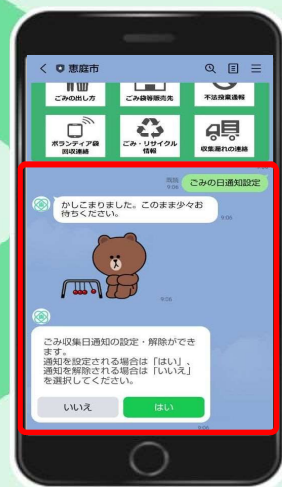 恵庭市
ごみの出し方
ごみ袋等販売先
不法投棄通報
ボランティア袋
回収連絡
ごみ・リサイクル
情報
収集漏れの連絡
既読
9:06
ごみの日通知設定
かしこまりました。このまま少々お
待ちください。
9:06
9:06
ごみ収集日通知の設定・解除ができ
ます。
通知を設定される場合は「はい」、
通知を解除される場合は「いいえ」
を選択してください。
いいえ
はい
9:06